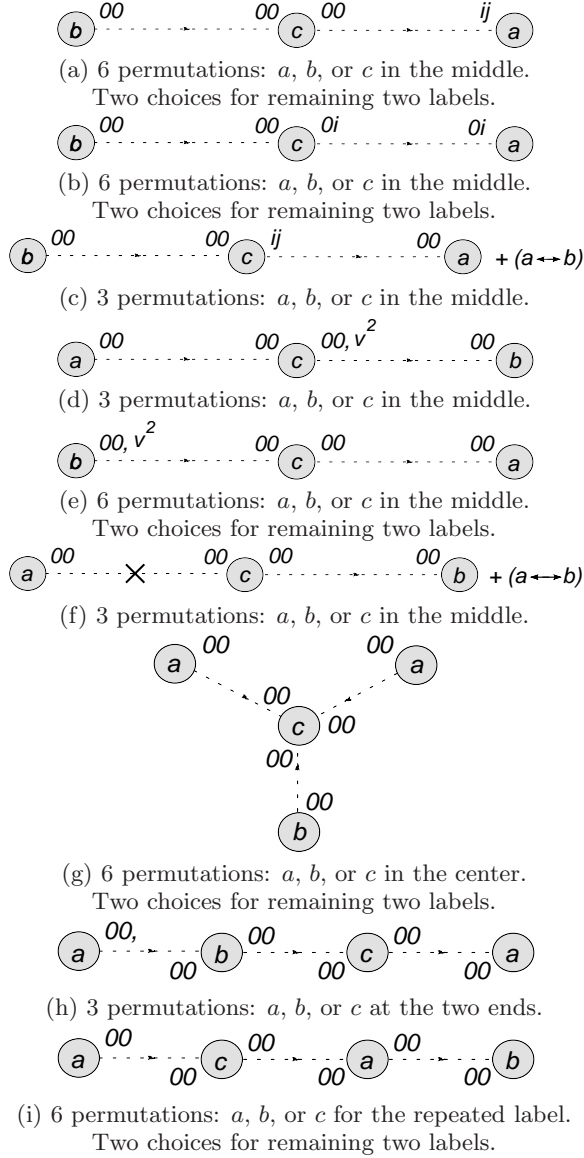 b 00 00 c 00 ij a
(a) 6 permutations: a, b, or c in the middle.
Two choices for remaining two labels.
b 00 00 c 0i 0i a
(b) 6 permutations: a, b, or c in the middle.
Two choices for remaining two labels.
b 00 00 c ij 00 a + (a↔b)
(c) 3 permutations: a, b, or c in the middle.
a 00 00 c 00, v² 00 b
(d) 3 permutations: a, b, or c in the middle.
b 00, v² 00 c 00 00 a
(e) 6 permutations: a, b, or c in the middle.
Two choices for remaining two labels.
a 00 00 c 00 00 b + (a↔b)
(f) 3 permutations: a, b, or c in the middle.
a 00 00 a
00
c 00
00
00
b
(g) 6 permutations: a, b, or c in the center.
Two choices for remaining two labels.
a 00, 00 b 00 00 c 00 00 a
(h) 3 permutations: a, b, or c at the two ends.
a 00 00 c 00 00 a 00 00 b
(i) 6 permutations: a, b, or c for the repeated label.
Two choices for remaining two labels.